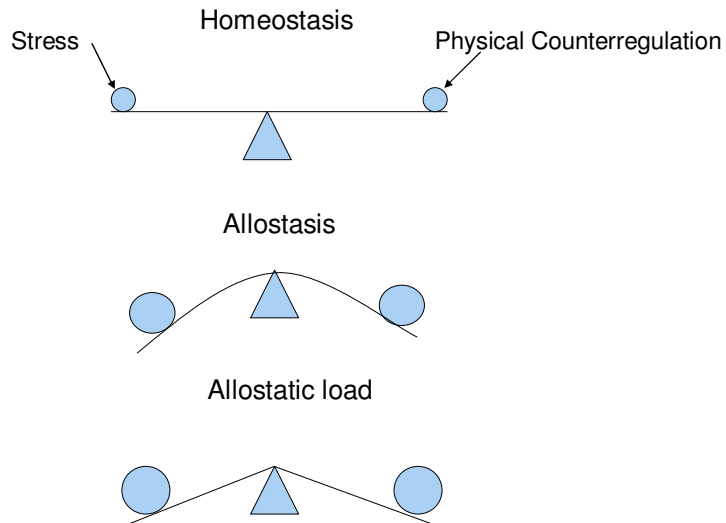 Homeostasis
Stress
Physical Counterregulation
Allostasis
Allostatic load